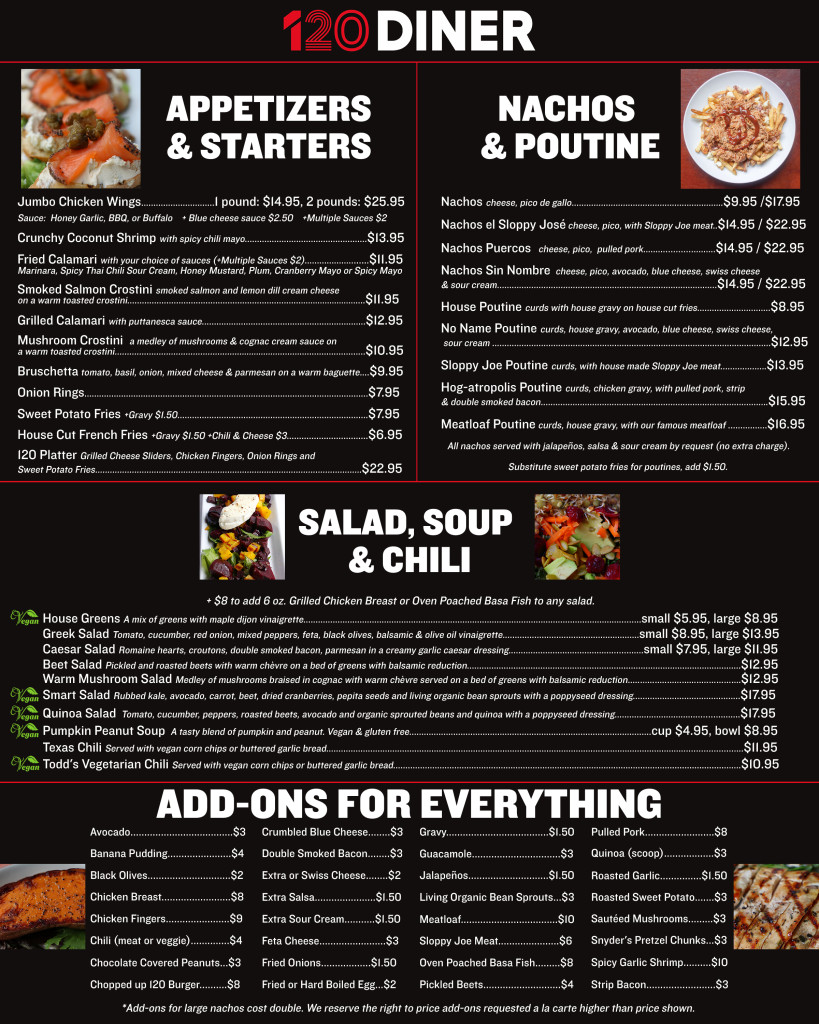 120 DINER
APPETIZERS
& STARTERS
Jumbo Chicken Wings............................1 pound: $14.95, 2 pounds: $25.95
Sauce: Honey Garlic, BBQ, or Buffalo + Blue cheese sauce $2.50 +Multiple Sauces $2
Crunchy Coconut Shrimp with spicy chili mayo................................................$13.95
Fried Calamari with your choice of sauces (+Multiple Sauces $2).........................$11.95
Marinara, Spicy Thai Chili Sour Cream, Honey Mustard, Plum, Cranberry Mayo or Spicy Mayo
Smoked Salmon Crostini smoked salmon and lemon dill cream cheese
on a warm toasted crostini..............................................................................................$11.95
Grilled Calamari with puttanesca sauce................................................................$12.95
Mushroom Crostini a medley of mushrooms & cognac cream sauce on
a warm toasted crostini...................................................................................................$10.95
Bruschetta tomato, basil, onion, mixed cheese & parmesan on a warm baguette....$9.95
Onion Rings..............................................................................................................$7.95
Sweet Potato Fries +Gravy $1.50...........................................................................$7.95
House Cut French Fries +Gravy $1.50 +Chili & Cheese $3................................$6.95
120 Platter Grilled Cheese Sliders, Chicken Fingers, Onion Rings and
Sweet Potato Fries.........................................................................................................$22.95
NACHOS
& POUTINE
Nachos cheese, pico de gallo...........................................................$9.95 /$17.95
Nachos el Sloppy José cheese, pico, with Sloppy Joe meat..$14.95 / $22.95
Nachos Puercos cheese, pico, pulled pork............................$14.95 / $22.95
Nachos Sin Nombre cheese, pico, avocado, blue cheese, swiss cheese
& sour cream......................................................................................$14.95 / $22.95
House Poutine curds with house gravy on house cut fries.............................$8.95
No Name Poutine curds, house gravy, avocado, blue cheese, swiss cheese,
sour cream .............................................................................................................$12.95
Sloppy Joe Poutine curds, with house made Sloppy Joe meat..................$13.95
Hog-atropolis Poutine curds, chicken gravy, with pulled pork, strip
& double smoked bacon.........................................................................................$15.95
Meatloaf Poutine curds, house gravy, with our famous meatloaf ...............$16.95
All nachos served with jalapeños, salsa & sour cream by request (no extra charge).
Substitute sweet potato fries for poutines, add $1.50.
SALAD, SOUP
& CHILI
+ $8 to add 6 oz. Grilled Chicken Breast or Oven Poached Basa Fish to any salad.
Vegan House Greens A mix of greens with maple dijon vinaigrette....................................................small $5.95, large $8.95
Greek Salad Tomato, cucumber, red onion, mixed peppers, feta, black olives, balsamic & olive oil vinaigrette.....................small $8.95, large $13.95
Caesar Salad Romaine hearts, croutons, double smoked bacon, parmesan in a creamy garlic caesar dressing.....................small $7.95, large $11.95
Beet Salad Pickled and roasted beets with warm chèvre on a bed of greens with balsamic reduction.....................................$12.95
Warm Mushroom Salad Medley of mushrooms braised in cognac with warm chèvre served on a bed of greens with balsamic reduction.....................$12.95
Vegan Smart Salad Rubbed kale, avocado, carrot, beet, dried cranberries, pepita seeds and living organic bean sprouts with a poppyseed dressing.....................$17.95
Vegan Quinoa Salad Tomato, cucumber, peppers, roasted beets, avocado and organic sprouted beans and quinoa with a poppyseed dressing.....................$17.95
Vegan Pumpkin Peanut Soup A tasty blend of pumpkin and peanut. Vegan & gluten free...............................cup $4.95, bowl $8.95
Texas Chili Served with vegan corn chips or buttered garlic bread.....................................................$11.95
Vegan Todd's Vegetarian Chili Served with vegan corn chips or buttered garlic bread.....................................................$10.95
ADD-ONS FOR EVERYTHING
Avocado...................................$3
Banana Pudding.....................$4
Black Olives............................$2
Chicken Breast.......................$8
Chicken Fingers.....................$9
Chili (meat or veggie).............$4
Chocolate Covered Peanuts...$3
Chopped up 120 Burger.........$8
Crumbled Blue Cheese.......$3
Double Smoked Bacon.......$3
Extra or Swiss Cheese.......$2
Extra Salsa....................$1.50
Extra Sour Cream..........$1.50
Feta Cheese......................$3
Fried Onions.................$1.50
Fried or Hard Boiled Egg...$2
Gravy..................................$1.50
Guacamole.............................$3
Jalapeños..........................$1.50
Living Organic Bean Sprouts...$3
Meatloaf................................$10
Sloppy Joe Meat....................$6
Oven Poached Basa Fish........$8
Pickled Beets........................$4
Pulled Pork.......................$8
Quinoa (scoop).................$3
Roasted Garlic..............$1.50
Roasted Sweet Potato.......$3
Sautéed Mushrooms.........$3
Snyder's Pretzel Chunks...$3
Spicy Garlic Shrimp.........$10
Strip Bacon......................$3
*Add-ons for large nachos cost double. We reserve the right to price add-ons requested a la carte higher than price shown.